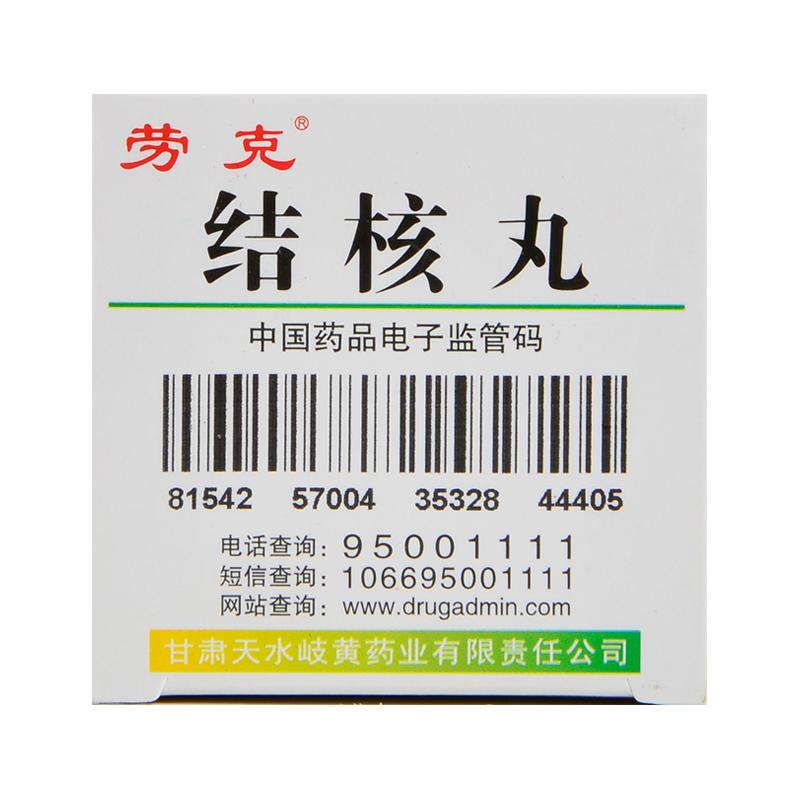 劳克®
结核丸
中国药品电子监管码
81542 57004 35328 44405
电话查询：95001111
短信查询：106695001111
网站查询：www.drugadmin.com
甘肃天水岐黄药业有限责任公司